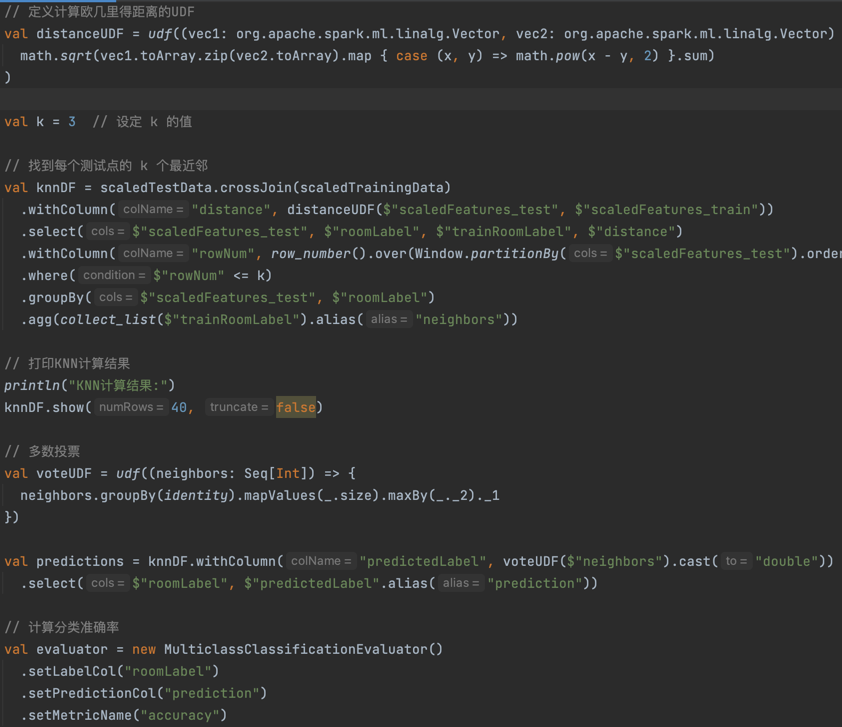 // 定义计算欧几里得距离的UDF
val distanceUDF = udf((vec1: org.apache.spark.ml.linalg.Vector, vec2: org.apache.spark.ml.linalg.Vector)
  math.sqrt(vec1.toArray.zip(vec2.toArray).map { case (x, y) => math.pow(x - y, 2) }.sum)
)
val k = 3  // 设定 k 的值
// 找到每个测试点的 k 个最近邻
val knnDF = scaledTestData.crossJoin(scaledTrainingData)
  .withColumn( colName = "distance", distanceUDF($"scaledFeatures_test", $"scaledFeatures_train"))
  .select( cols = $"scaledFeatures_test", $"roomLabel", $"trainRoomLabel", $"distance")
  .withColumn( colName = "rowNum", row_number().over(Window.partitionBy( cols = $"scaledFeatures_test").order
  .where( condition = $"rowNum" <= k)
  .groupBy( cols = $"scaledFeatures_test", $"roomLabel")
  .agg(collect_list($"trainRoomLabel").alias( alias = "neighbors"))
// 打印KNN计算结果
println("KNN计算结果:")
knnDF.show( numRows = 40, truncate = false)
// 多数投票
val voteUDF = udf((neighbors: Seq[Int]) => {
  neighbors.groupBy(identity).mapValues(_.size).maxBy(_._2)._1
})
val predictions = knnDF.withColumn( colName = "predictedLabel", voteUDF($"neighbors").cast( to = "double"))
  .select( cols = $"roomLabel", $"predictedLabel".alias( alias = "prediction"))
// 计算分类准确率
val evaluator = new MulticlassClassificationEvaluator()
  .setLabelCol("roomLabel")
  .setPredictionCol("prediction")
  .setMetricName("accuracy")